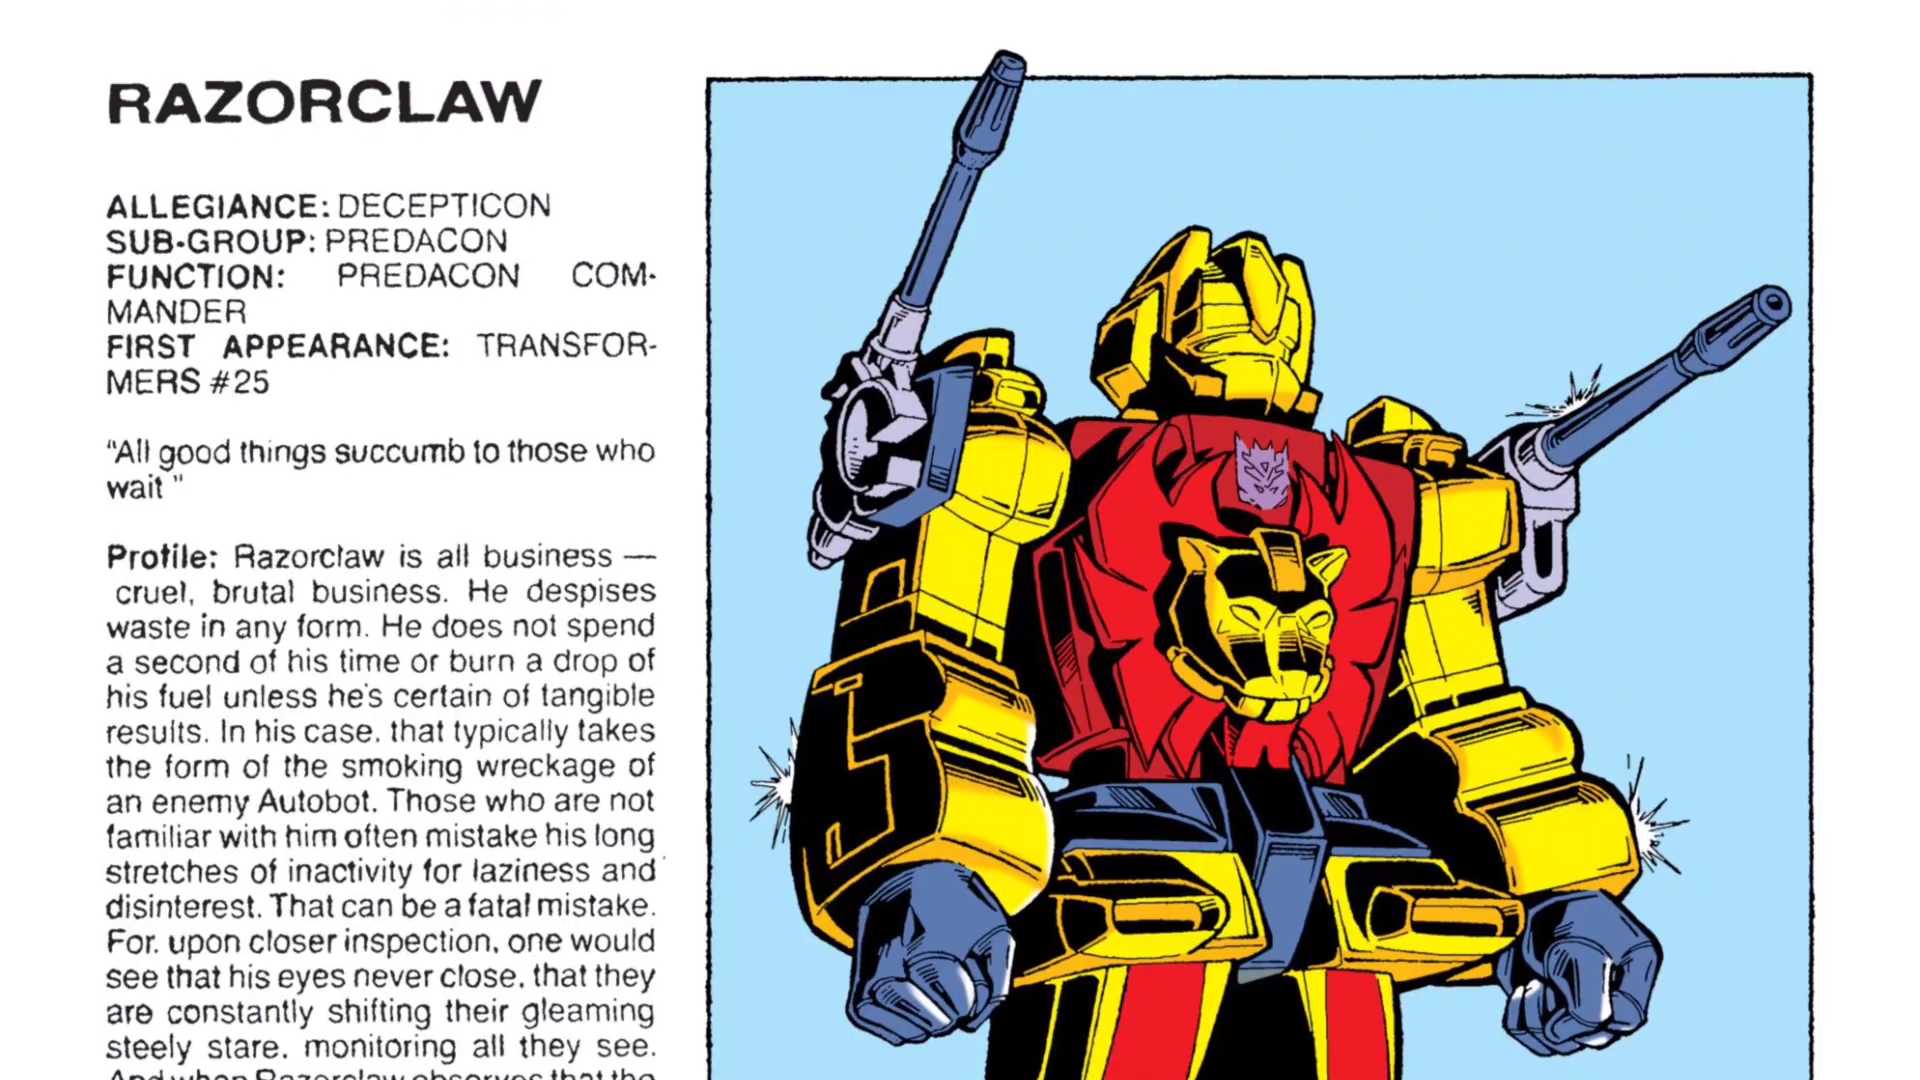 RAZORCLAW
ALLEGIANCE: DECEPTICON
SUB-GROUP: PREDACON
FUNCTION: PREDACON COM-
MANDER
FIRST APPEARANCE: TRANSFOR-
MERS #25
"All good things succumb to those who
wait"
Profile: Razorclaw is all business —
cruel, brutal business. He despises
waste in any form. He does not spend
a second of his time or burn a drop of
his fuel unless he's certain of tangible
results. In his case, that typically takes
the form of the smoking wreckage of
an enemy Autobot. Those who are not
familiar with him often mistake his long
stretches of inactivity for laziness and
disinterest. That can be a fatal mistake.
For, upon closer inspection, one would
see that his eyes never close, that they
are constantly shifting their gleaming
steely stare, monitoring all they see.
And when Razorclaw observes that the